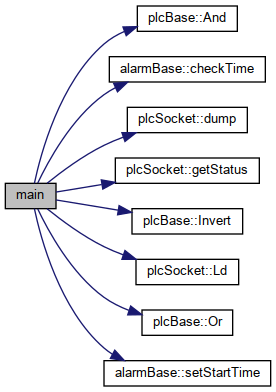 plcBase::And
alarmBase::checkTime
plcSocket::dump
plcSocket::getStatus
main
plcBase::Invert
plcSocket::Ld
plcBase::Or
alarmBase::setStartTime